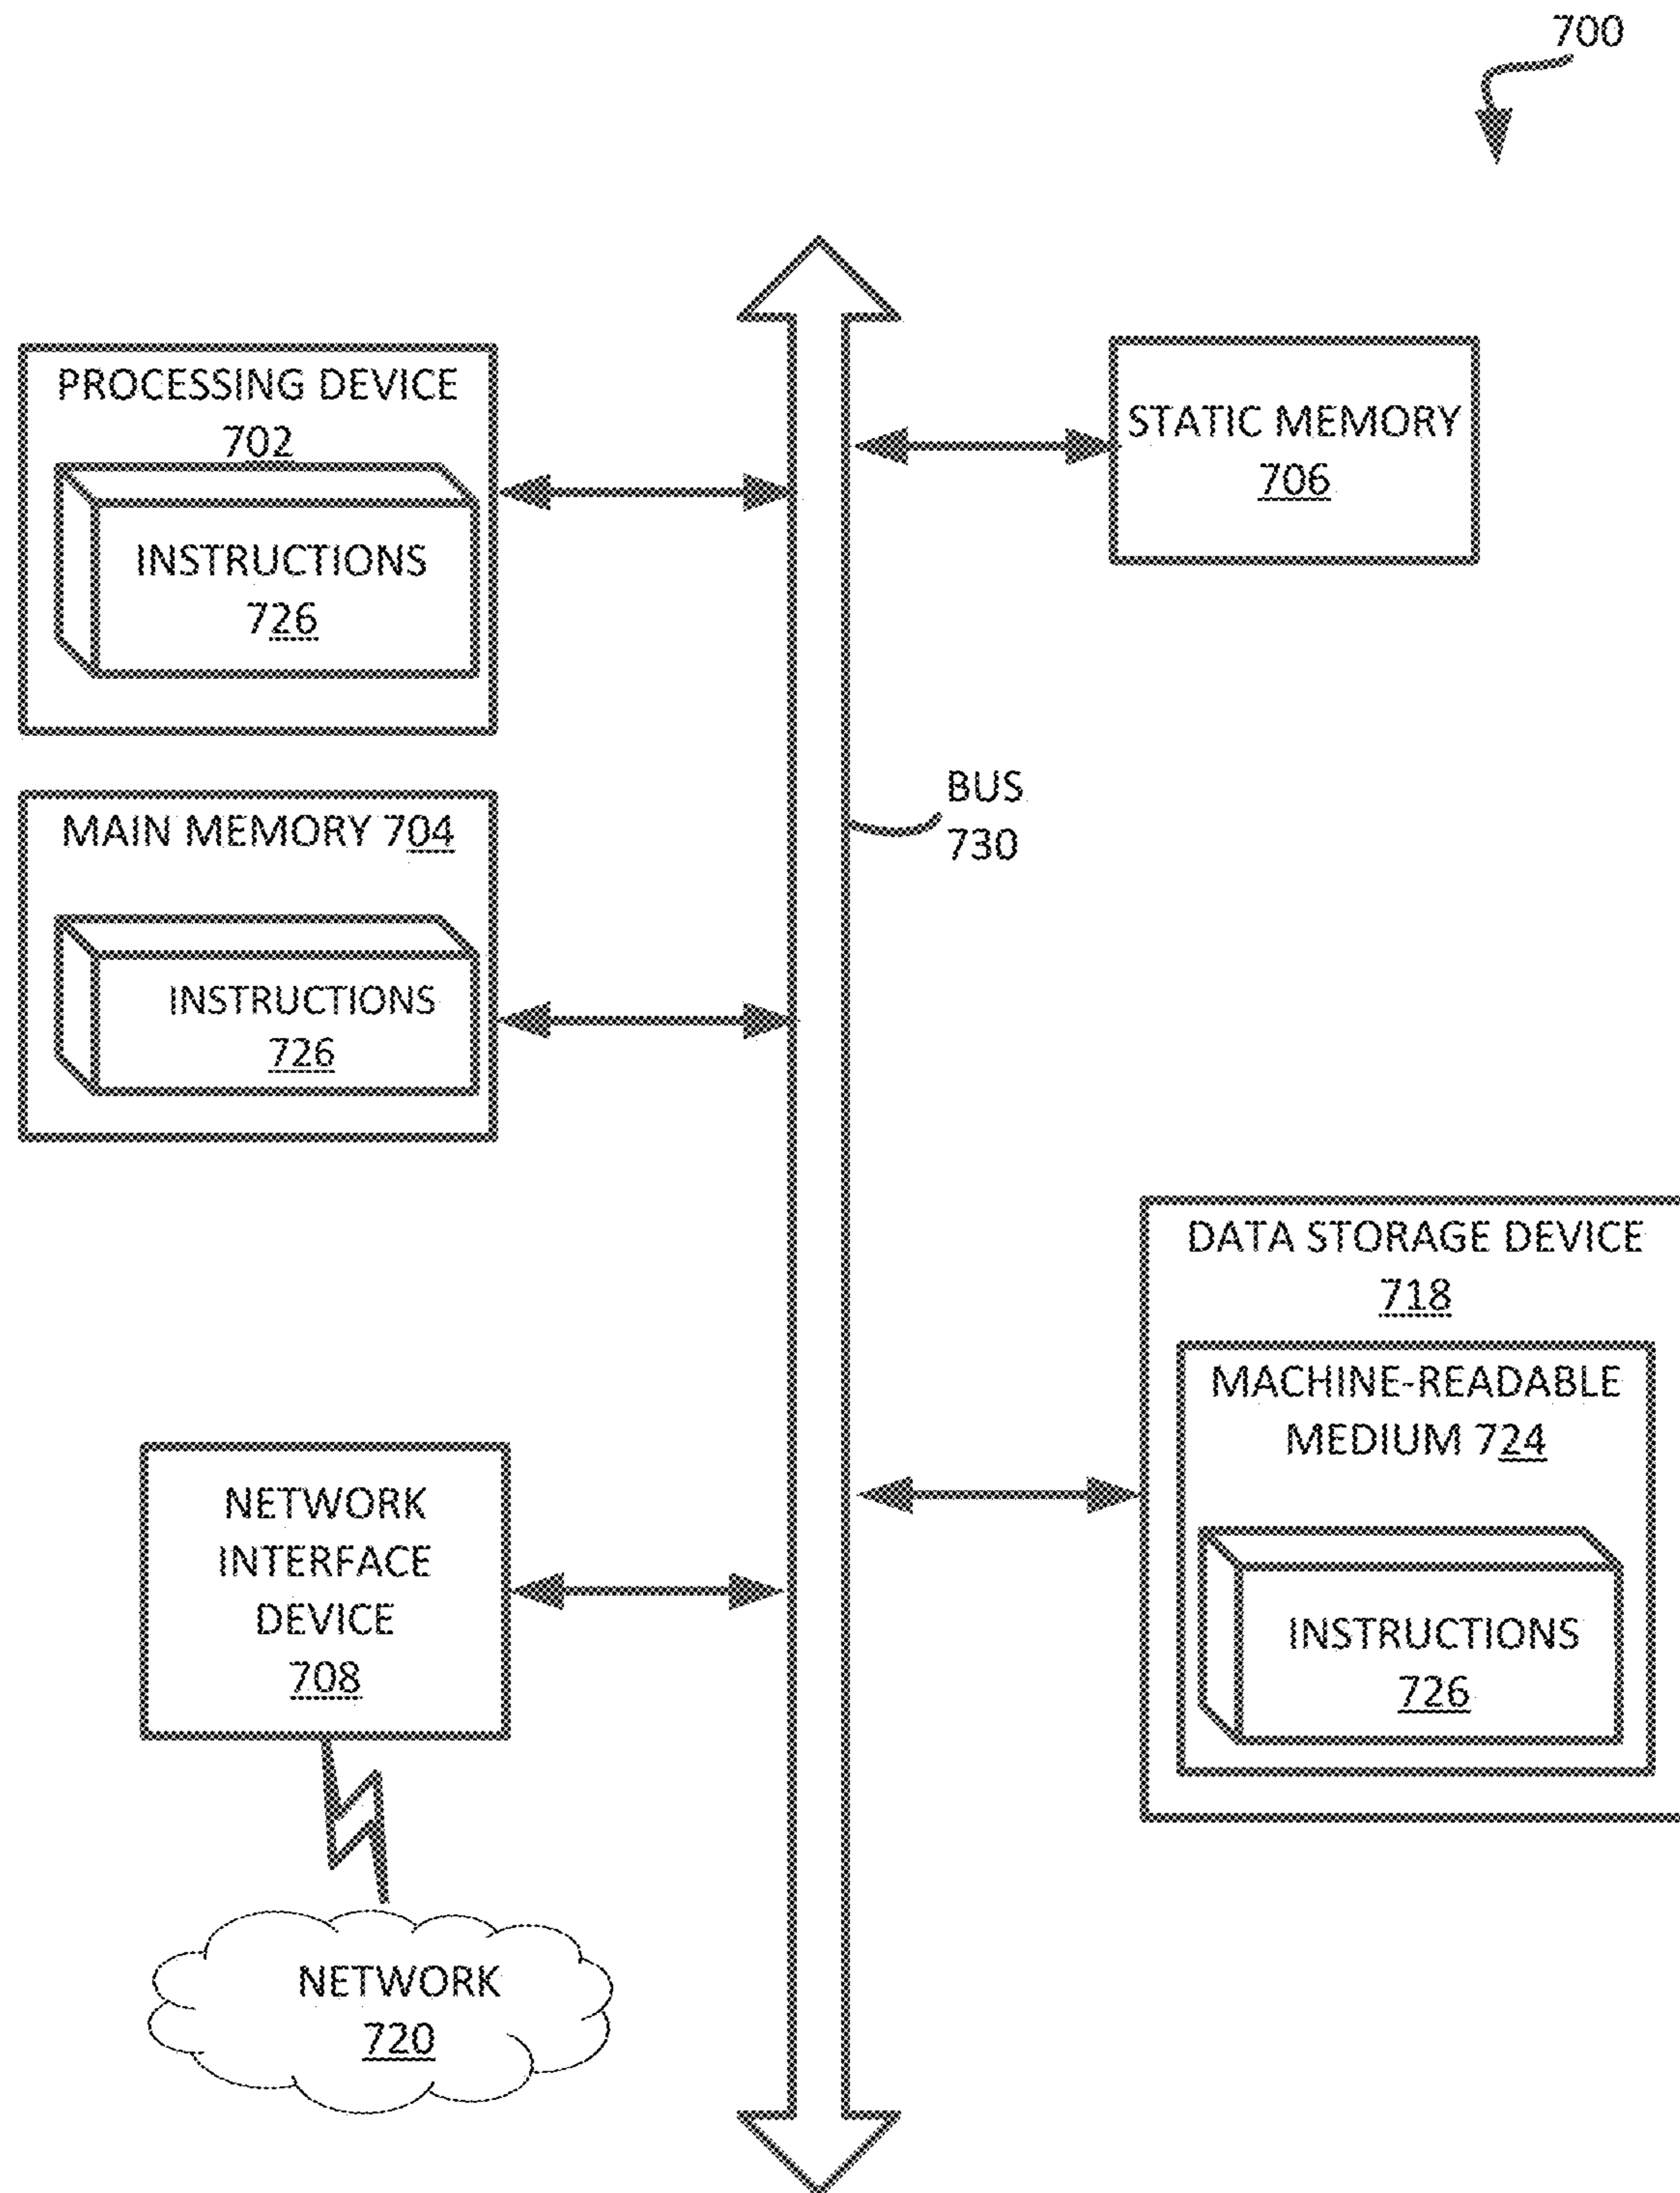 700
PROCESSING DEVICE
702
INSTRUCTIONS
726
STATIC MEMORY
706
BUS
730
MAIN MEMORY 704
INSTRUCTIONS
726
DATA STORAGE DEVICE
718
MACHINE-READABLE
MEDIUM 724
INSTRUCTIONS
726
NETWORK
INTERFACE
DEVICE
708
NETWORK
720